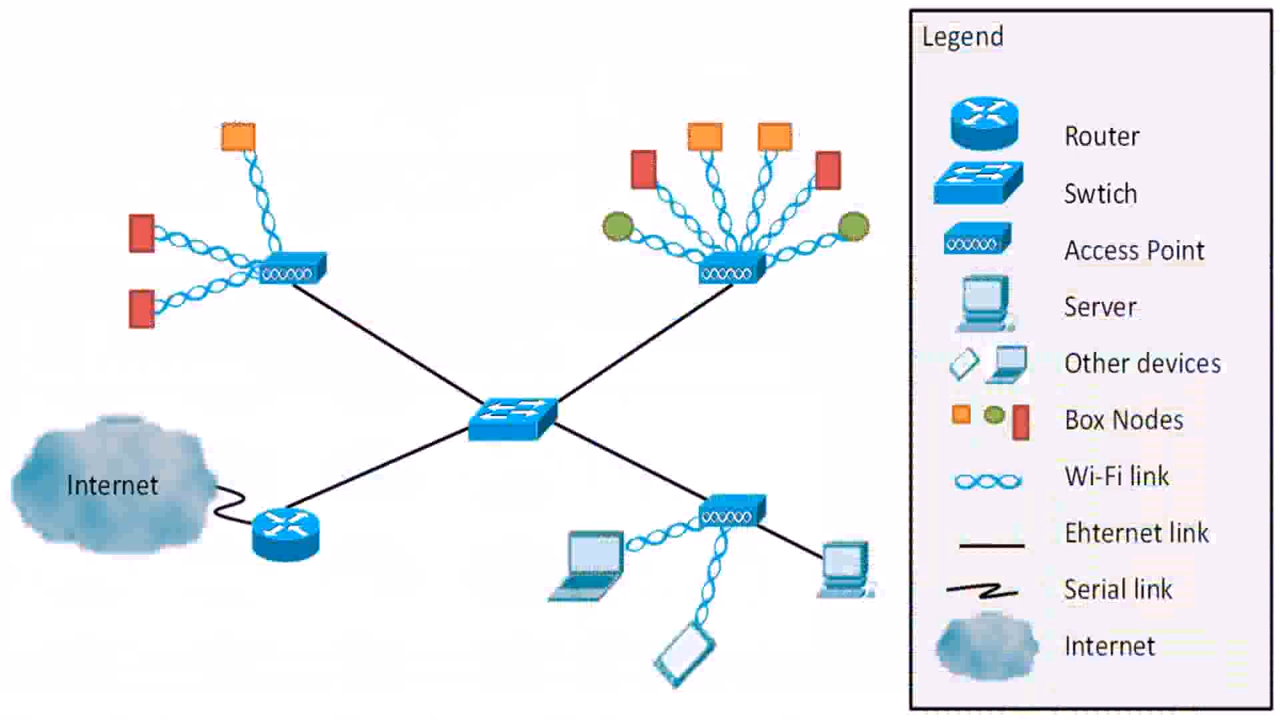 Legend
Router
Swtich
Access Point
Server
Other devices
Box Nodes
Wi-Fi link
Ehternet link
Serial link
Internet
Internet